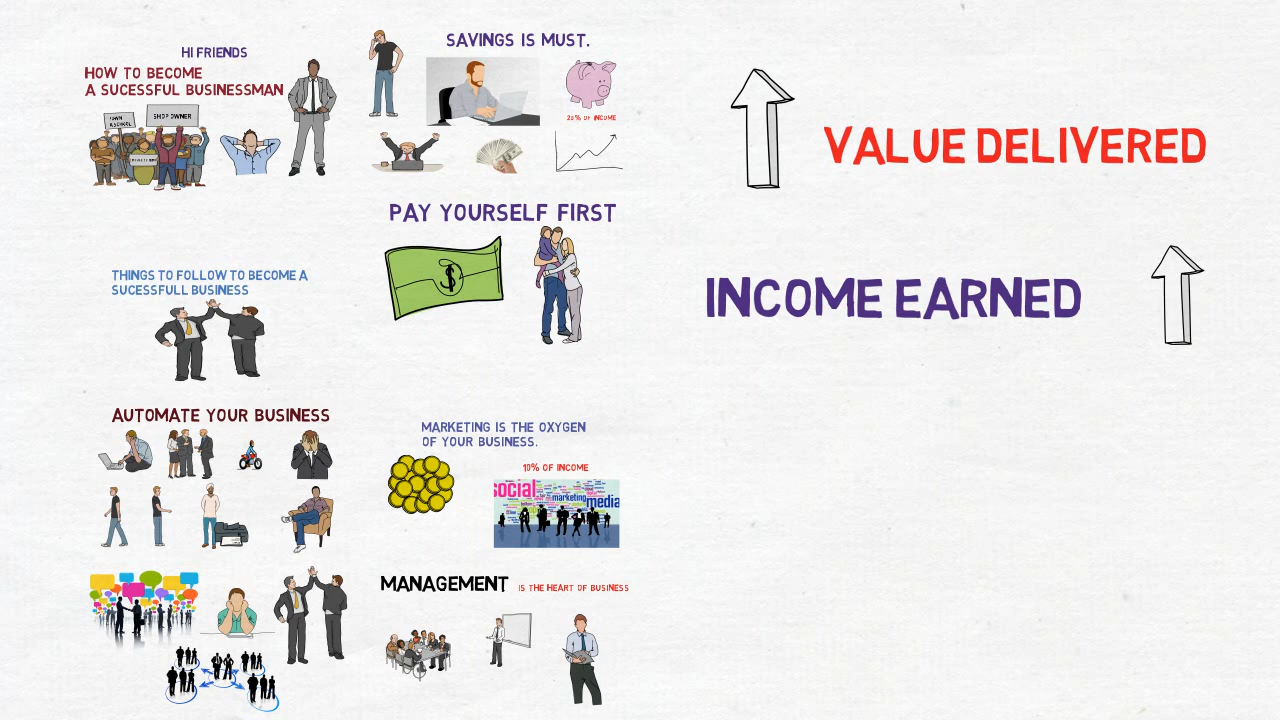 HI FRIENDS
HOW TO BECOME
A SUCESSFUL BUSINESSMAN
SHOP OWNER
SAVINGS IS MUST.
20% OF INCOME
PAY YOURSELF FIRST
THINGS TO FOLLOW TO BECOME A
SUCESSFULL BUSINESS
AUTOMATE YOUR BUSINESS
MARKETING IS THE OXYGEN
OF YOUR BUSINESS.
10% OF INCOME
social
marketing
media
MANAGEMENT IS THE HEART OF BUSINESS
VALUE DELIVERED
INCOME EARNED